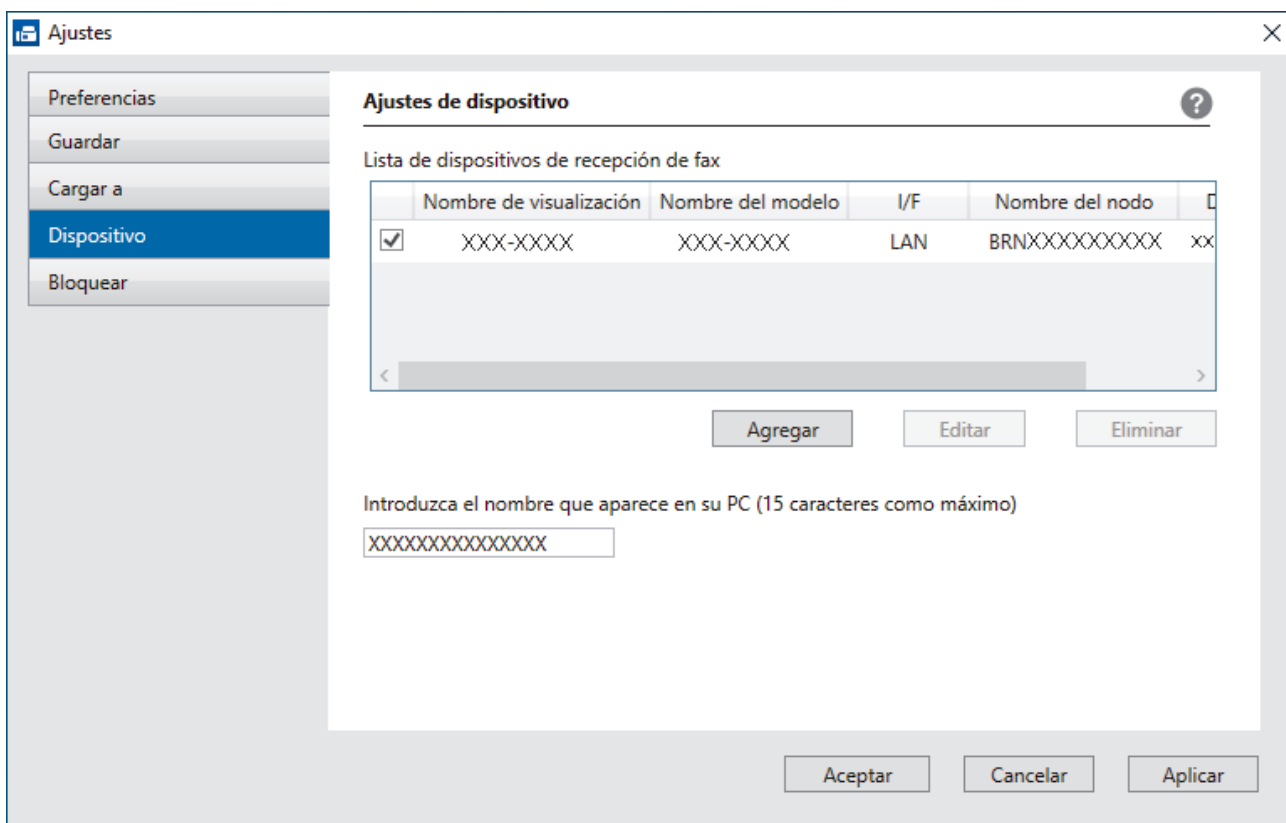 Ajustes
Preferencias
Guardar
Cargar a
Dispositivo
Bloquear
Ajustes de dispositivo
Lista de dispositivos de recepción de fax
Nombre de visualización Nombre del modelo I/F Nombre del nodo
XXX-XXXX XXX-XXXX LAN BRNXXXXXXXXXX xx
Agregar Editar Eliminar
Introduzca el nombre que aparece en su PC (15 caracteres como máximo)
XXXXXXXXXXXXXXX
Aceptar Cancelar Aplicar